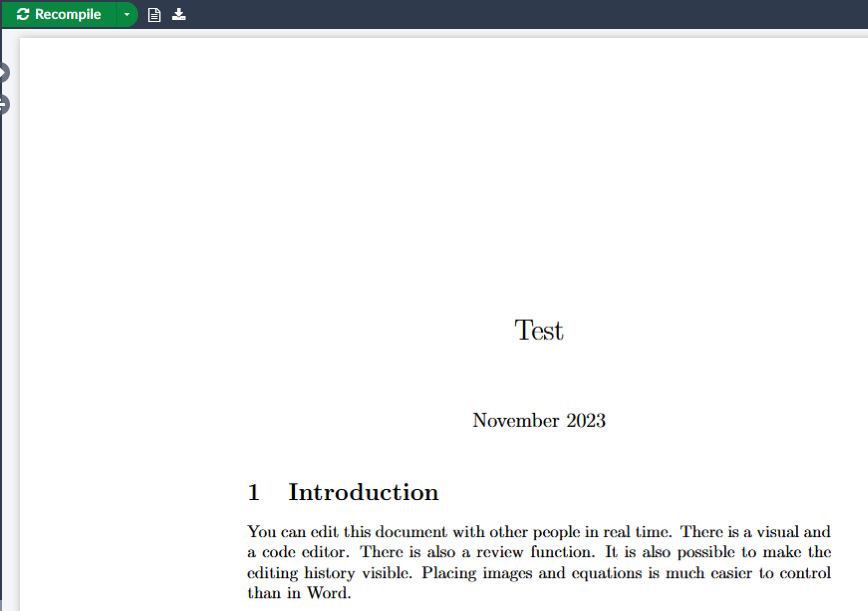 Recompile
Test
November 2023
1 Introduction
You can edit this document with other people in real time. There is a visual and
a code editor. There is also a review function. It is also possible to make the
editing history visible. Placing images and equations is much easier to control
than in Word.